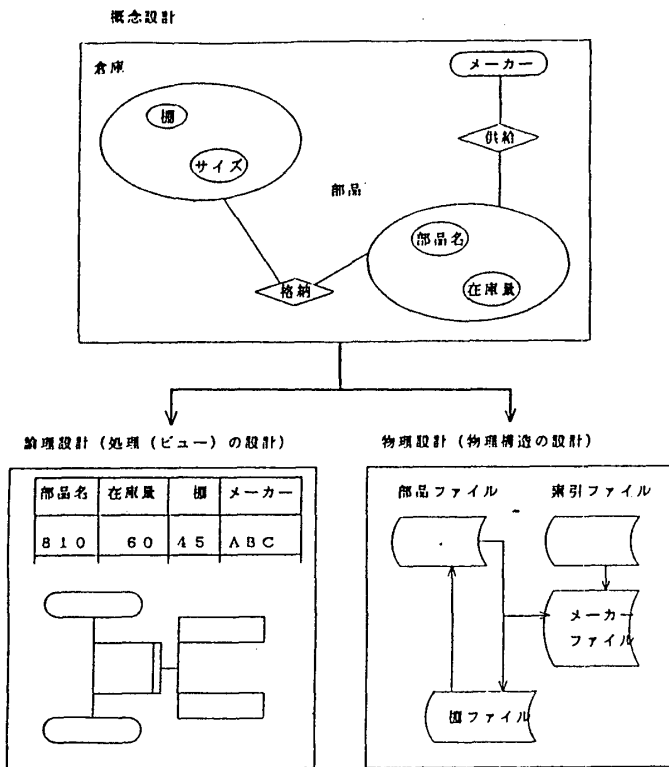 概念設計
倉庫
メーカー
棚
供給
サイズ
部品
部品名
格納
在庫量
論理設計(処理(ビュー)の設計)
物理設計(物理構造の設計)
部品名 在庫量 棚 メーカー
810 60 45 ABC
部品ファイル 索引ファイル
メーカー
ファイル
棚ファイル